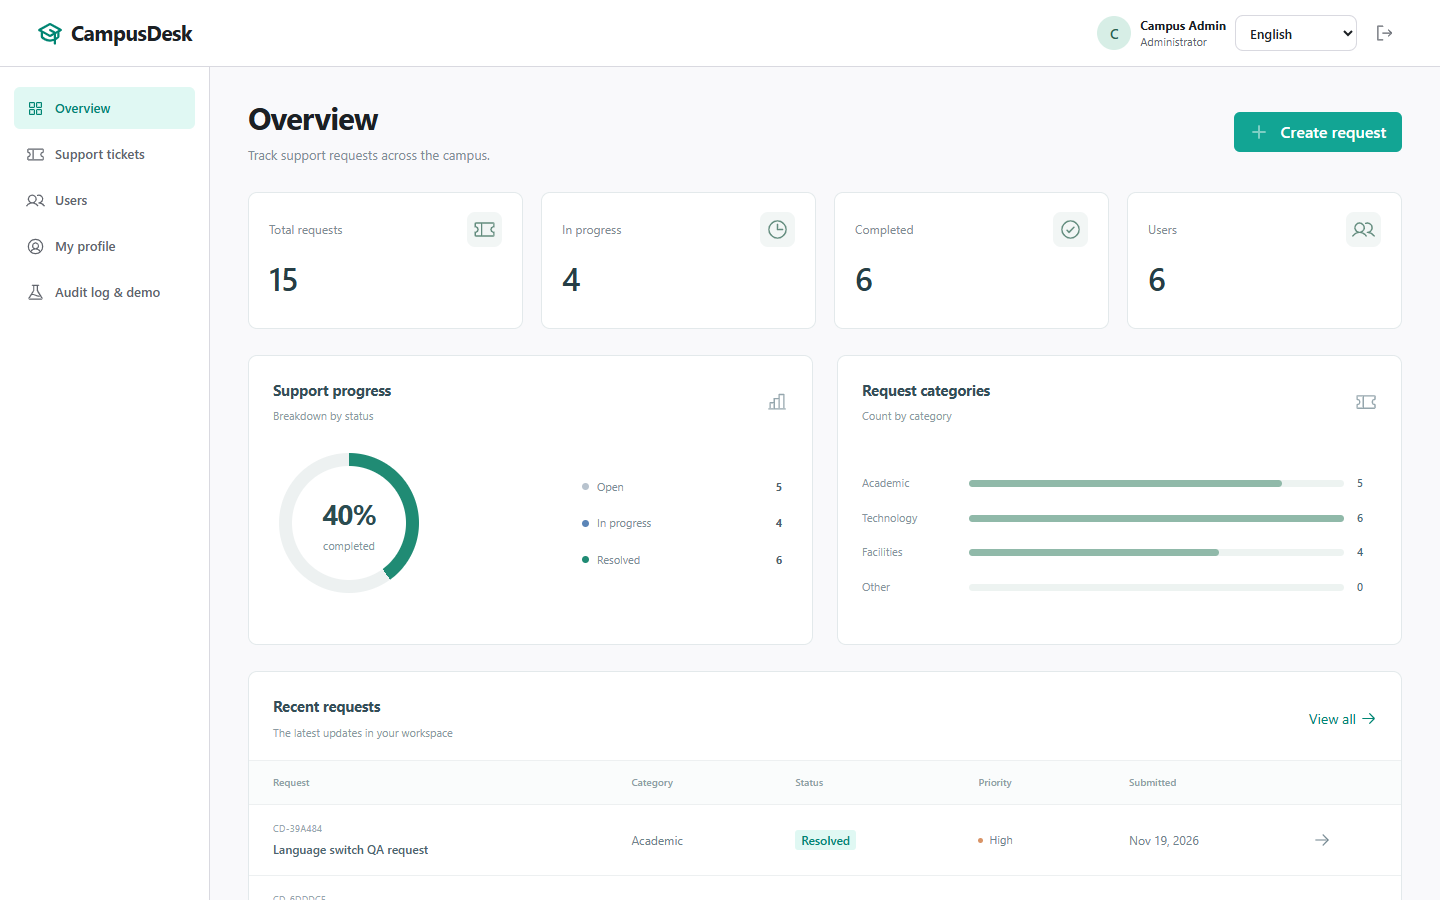 CampusDesk
C
Campus Admin
Administrator
English
Overview
Support tickets
Users
My profile
Audit log & demo
Overview
Track support requests across the campus.
Create request
Total requests
15
In progress
4
Completed
6
Users
6
Support progress
Breakdown by status
40%
completed
Open 5
In progress 4
Resolved 6
Request categories
Count by category
Academic 5
Technology 6
Facilities 4
Other 0
Recent requests
The latest updates in your workspace
View all
Request Category Status Priority Submitted
CD-39A484
Language switch QA request
Academic
Resolved
High
Nov 19, 2026